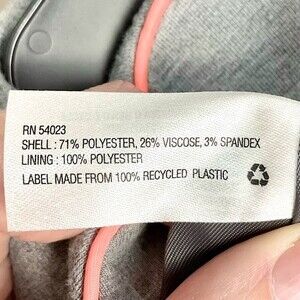 RN 54023
SHELL : 71% POLYESTER, 26% VISCOSE, 3% SPANDEX
LINING : 100% POLYESTER
LABEL MADE FROM 100% RECYCLED PLASTIC